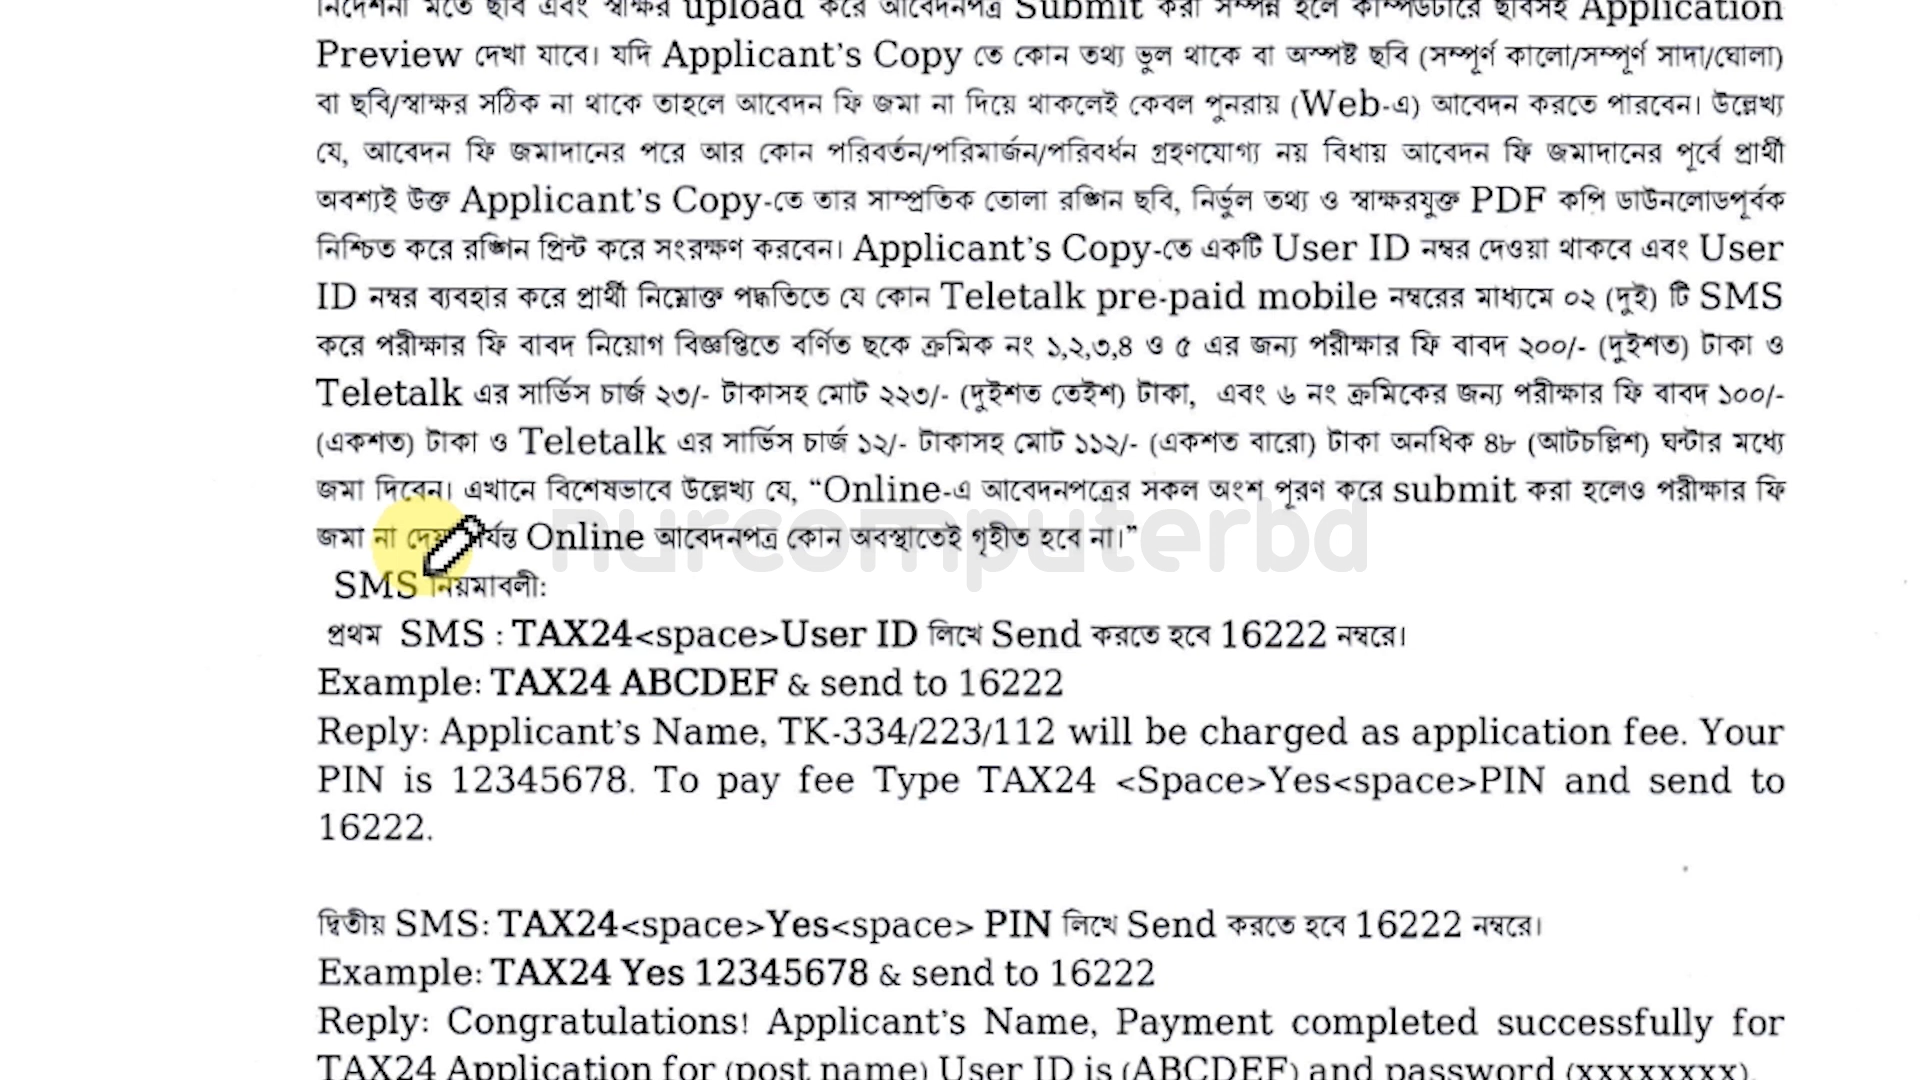 নির্দেশনা মতে ছবি এবং স্বাক্ষর upload করে আবেদনপত্র Submit করা সম্পন্ন হলে কম্পিউটারে ছবিসহ Application
Preview দেখা যাবে। যদি Applicant's Copy তে কোন তথ্য ভুল থাকে বা অস্পষ্ট ছবি (সম্পূর্ণ কালো/সম্পূর্ণ সাদা/ঘোলা)
বা ছবি/স্বাক্ষর সঠিক না থাকে তাহলে আবেদন ফি জমা না দিয়ে থাকলেই কেবল পুনরায় (Web-এ) আবেদন করতে পারবেন। উল্লেখ্য
যে, আবেদন ফি জমাদানের পরে আর কোন পরিবর্তন/পরিমার্জন/পরিবর্ধন গ্রহণযোগ্য নয় বিধায় আবেদন ফি জমাদানের পূর্বে প্রার্থী
অবশ্যই উক্ত Applicant's Copy-তে তার সাম্প্রতিক তোলা রঙ্গিন ছবি, নির্ভুল তথ্য ও স্বাক্ষরযুক্ত PDF কপি ডাউনলোডপূর্বক
নিশ্চিত করে রঙ্গিন প্রিন্ট করে সংরক্ষণ করবেন। Applicant's Copy-তে একটি User ID নম্বর দেওয়া থাকবে এবং User
ID নম্বর ব্যবহার করে প্রার্থী নিম্নোক্ত পদ্ধতিতে যে কোন Teletalk pre-paid mobile নম্বরের মাধ্যমে ০২ (দুই) টি SMS
করে পরীক্ষার ফি বাবদ নিয়োগ বিজ্ঞপ্তিতে বর্ণিত ছকে ক্রমিক নং ১,২,৩,৪ ও ৫ এর জন্য পরীক্ষার ফি বাবদ ২০০/- (দুইশত) টাকা ও
Teletalk এর সার্ভিস চার্জ ২৩/- টাকাসহ মোট ২২৩/- (দুইশত তেইশ) টাকা, এবং ৬ নং ক্রমিকের জন্য পরীক্ষার ফি বাবদ ১০০/-
(একশত) টাকা ও Teletalk এর সার্ভিস চার্জ ১২/- টাকাসহ মোট ১১২/- (একশত বারো) টাকা অনধিক ৪৮ (আটচল্লিশ) ঘন্টার মধ্যে
জমা দিবেন। এখানে বিশেষভাবে উল্লেখ্য যে, “Online-এ আবেদনপত্রের সকল অংশ পূরণ করে submit করা হলেও পরীক্ষার ফি
জমা না Online আবেদনপত্র কোন অবস্থাতেই গৃহীত হবে না।”
nurcomputerbd
SMS নিয়মাবলী:
প্রথম SMS : TAX24<space>User ID লিখে Send করতে হবে 16222 নম্বরে।
Example: TAX24 ABCDEF & send to 16222
Reply: Applicant's Name, TK-334/223/112 will be charged as application fee. Your
PIN is 12345678. To pay fee Type TAX24 <Space>Yes<space>PIN and send to
16222.
দ্বিতীয় SMS: TAX24<space>Yes<space> PIN লিখে Send করতে হবে 16222 নম্বরে।
Example: TAX24 Yes 12345678 & send to 16222
Reply: Congratulations! Applicant's Name, Payment completed successfully for
TAX24 Application for (post name) User ID is (ABCDEF) and password (xxxxxxxx).